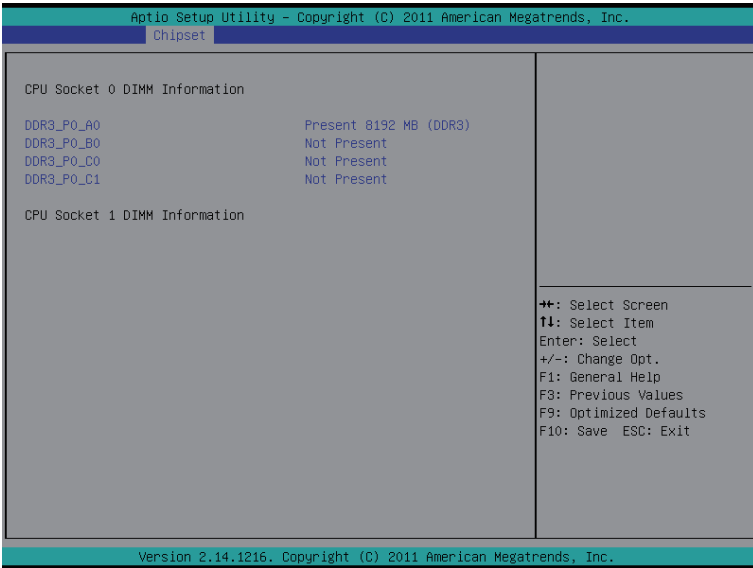 Aptio Setup Utility – Copyright (C) 2011 American Megatrends, Inc.
Chipset
CPU Socket 0 DIMM Information
DDR3_P0_A0 Present 8192 MB (DDR3)
DDR3_P0_B0 Not Present
DDR3_P0_C0 Not Present
DDR3_P0_C1 Not Present
CPU Socket 1 DIMM Information
→←: Select Screen
↑↓: Select Item
Enter: Select
+/-: Change Opt.
F1: General Help
F3: Previous Values
F9: Optimized Defaults
F10: Save ESC: Exit
Version 2.14.1216. Copyright (C) 2011 American Megatrends, Inc.